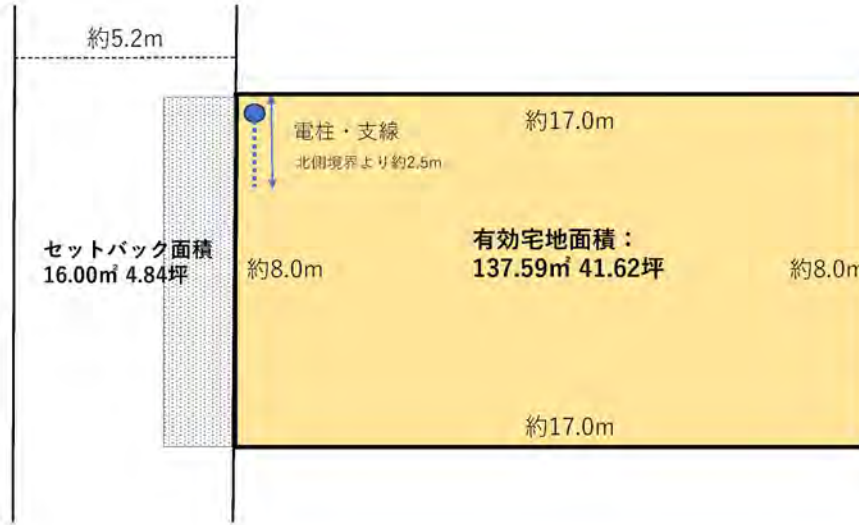 約5.2m
電柱・支線
北側境界より約2.5m
約17.0m
セットバック面積
16.00㎡ 4.84坪
約8.0m
有効宅地面積：
137.59㎡ 41.62坪
約8.0m
約17.0m